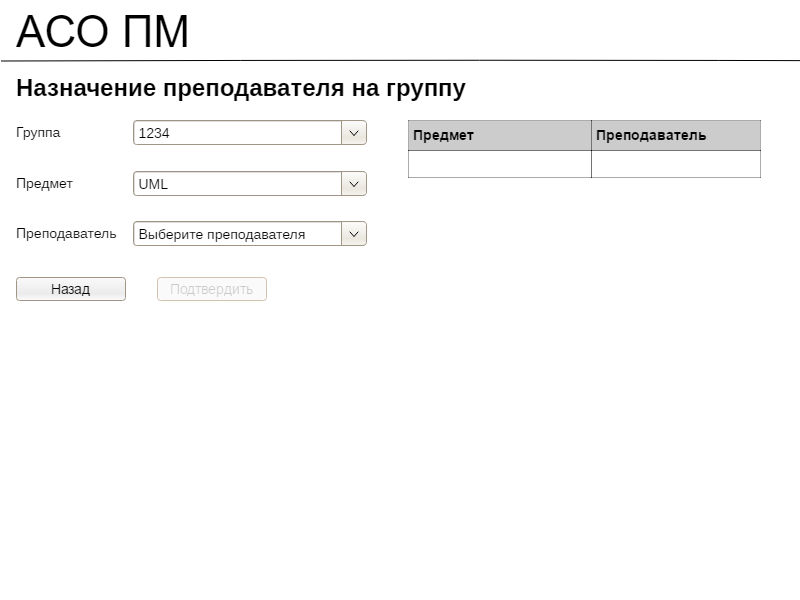 АСО ПМ
Назначение преподавателя на группу
Группа 1234
Предмет UML
Преподаватель Выберите преподавателя
Назад Подтвердить
Предмет Преподаватель